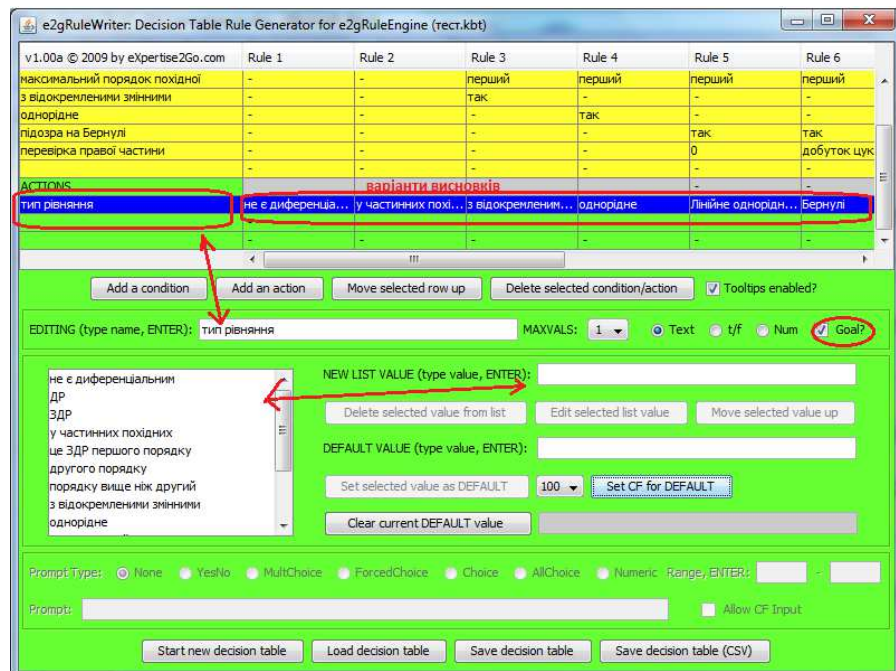 e2gRuleWriter: Decision Table Rule Generator for e2gRuleEngine (тест.kbt)
v1.00a © 2009 by eXpertise2Go.com Rule 1 Rule 2 Rule 3 Rule 4 Rule 5 Rule 6
максимальний порядок похідної - - перший перший перший перший
з відокремленими змінними - - так - - -
однорідне - - - так - -
підозра на Бернулі - - - - так так
перевірка правої частини - - - - 0 добуток цук
- - - - - -
ACTIONS варіанти висновків - -
тип рівняння не є диференціа... у частинних похі... з відокремленим... однорідне Лінійне однорідн... Бернулі
- - - - - -
- - - - - -
Add a condition Add an action Move selected row up Delete selected condition/action Tooltips enabled?
EDITING (type name, ENTER): тип рівняння MAXVALS: 1 Text t/f Num Goal?
не є диференціальним
ДР
ЗДР
у частинних похідних
це ЗДР першого порядку
другого порядку
порядку вище ніж другий
з відокремленими змінними
однорідне
NEW LIST VALUE (type value, ENTER):
Delete selected value from list Edit selected list value Move selected value up
DEFAULT VALUE (type value, ENTER):
Set selected value as DEFAULT 100 Set CF for DEFAULT
Clear current DEFAULT value
Prompt Type: None YesNo MultChoice ForcedChoice Choice AllChoice Numeric Range, ENTER: -
Prompt: Allow CF Input
Start new decision table Load decision table Save decision table Save decision table (CSV)